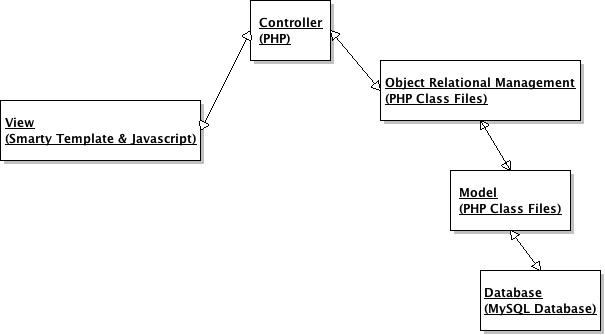 Controller
(PHP)
Object Relational Management
(PHP Class Files)
View
(Smarty Template & Javascript)
Model
(PHP Class Files)
Database
(MySQL Database)